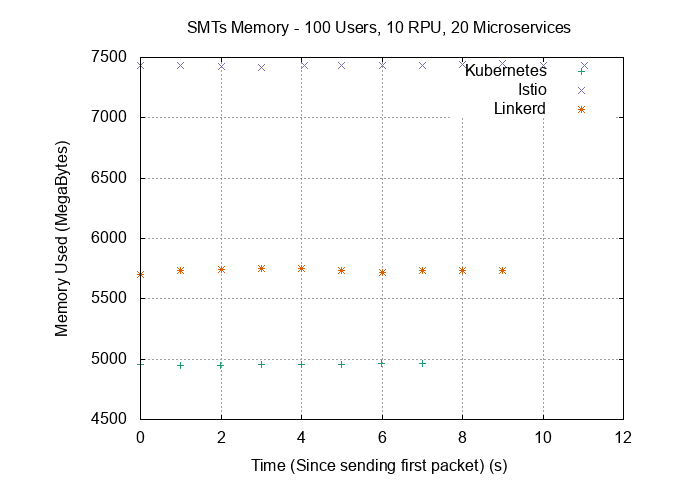 SMTs Memory - 100 Users, 10 RPU, 20 Microservices
7500
7000
6500
6000
5500
5000
4500
Memory Used (MegaBytes)
Kubernetes
Istio
Linkerd
0 2 4 6 8 10 12
Time (Since sending first packet) (s)